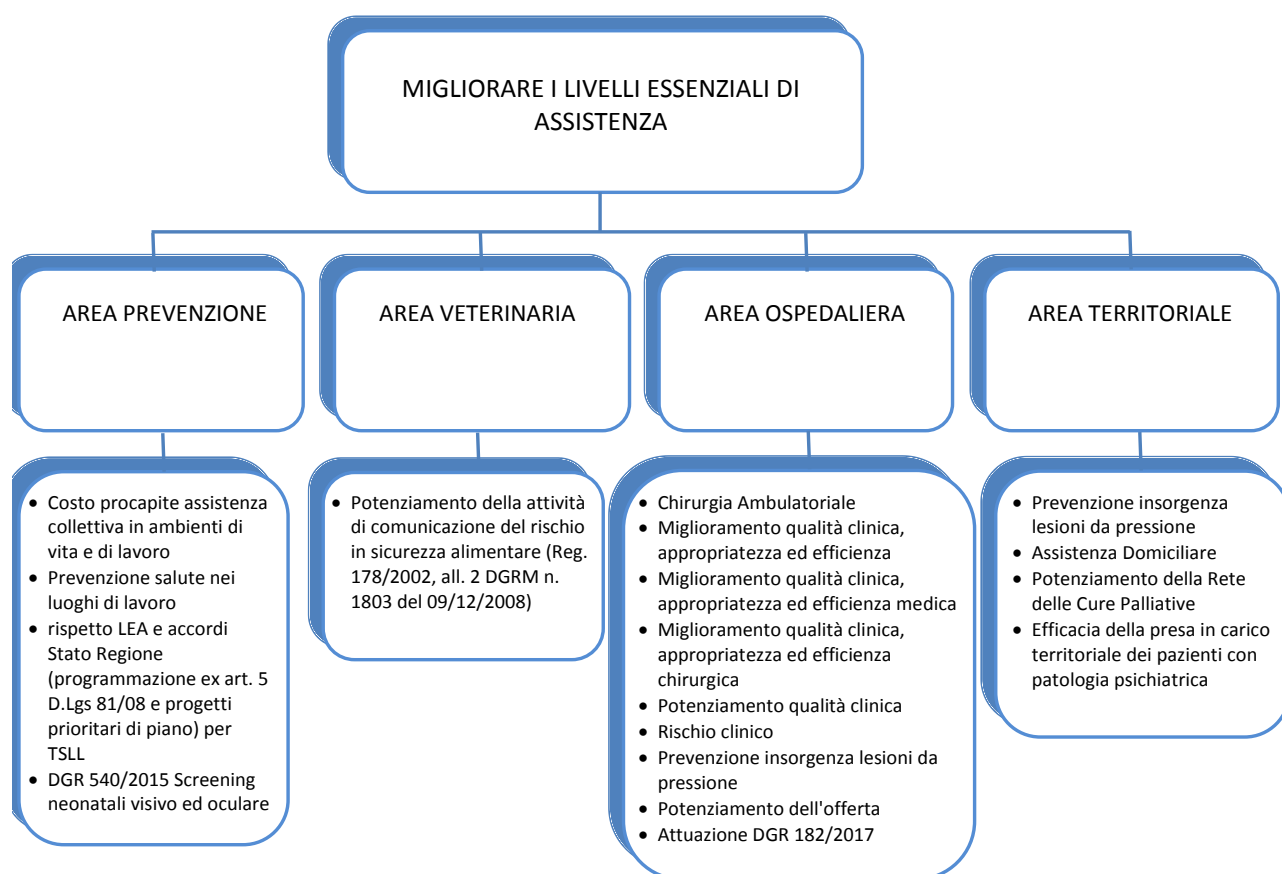 MIGLIORARE I LIVELLI ESSENZIALI DI
ASSISTENZA
AREA PREVENZIONE
AREA VETERINARIA
AREA OSPEDALIERA
AREA TERRITORIALE
• Costo procapite assistenza
collettiva in ambienti di
vita e di lavoro
• Prevenzione salute nei
luoghi di lavoro
• rispetto LEA e accordi
Stato Regione
(programmazione ex art. 5
D.Lgs 81/08 e progetti
prioritari di piano) per
TSLL
• DGR 540/2015 Screening
neonatali visivo ed oculare
• Potenziamento della attività
di comunicazione del rischio
in sicurezza alimentare (Reg.
178/2002, all. 2 DGRM n.
1803 del 09/12/2008)
• Chirurgia Ambulatoriale
• Miglioramento qualità clinica,
appropriatezza ed efficienza
• Miglioramento qualità clinica,
appropriatezza ed efficienza medica
• Miglioramento qualità clinica,
appropriatezza ed efficienza
chirurgica
• Potenziamento qualità clinica
• Rischio clinico
• Prevenzione insorgenza lesioni da
pressione
• Potenziamento dell'offerta
• Attuazione DGR 182/2017
• Prevenzione insorgenza
lesioni da pressione
• Assistenza Domiciliare
• Potenziamento della Rete
delle Cure Palliative
• Efficacia della presa in carico
territoriale dei pazienti con
patologia psichiatrica